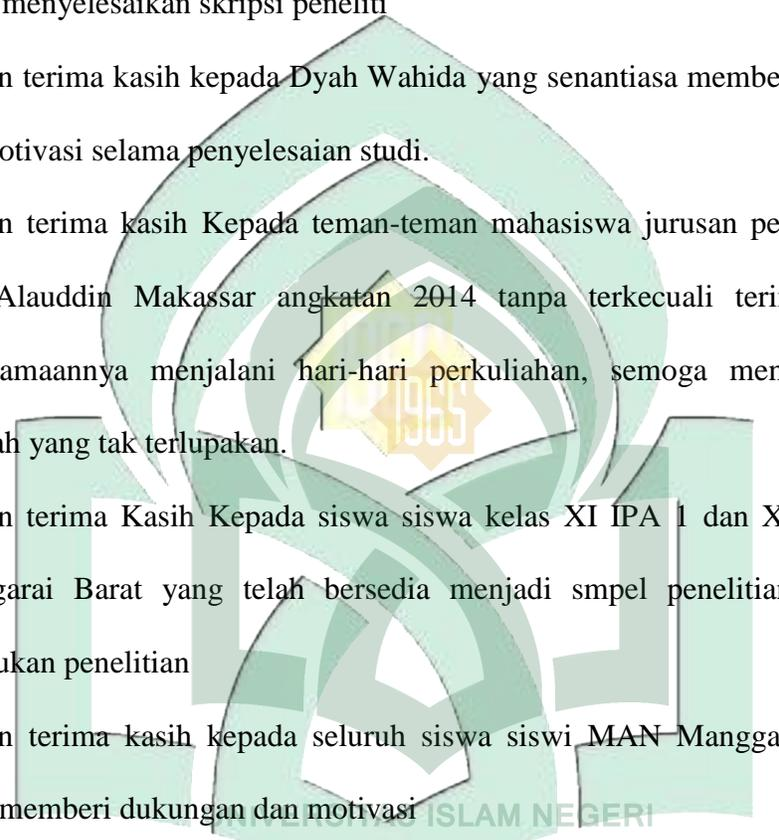 menyelesaikan skripsi peneliti
n terima kasih kepada Dyah Wahida yang senantiasa membe
otivasi selama penyelesaian studi.
n terima kasih Kepada teman-teman mahasiswa jurusan pe
Alauddin Makassar angkatan 2014 tanpa terkecuali teri
amaannya menjalani hari-hari perkuliahan, semoga men
ah yang tak terlupakan.
n terima Kasih Kepada siswa siswa kelas XI IPA 1 dan X
garai Barat yang telah bersedia menjadi smpel penelitian
ukan penelitian
n terima kasih kepada seluruh siswa siswi MAN Mangga
memberi dukungan dan motivasi
UNIVERSITAS ISLAM NEGERI
1965